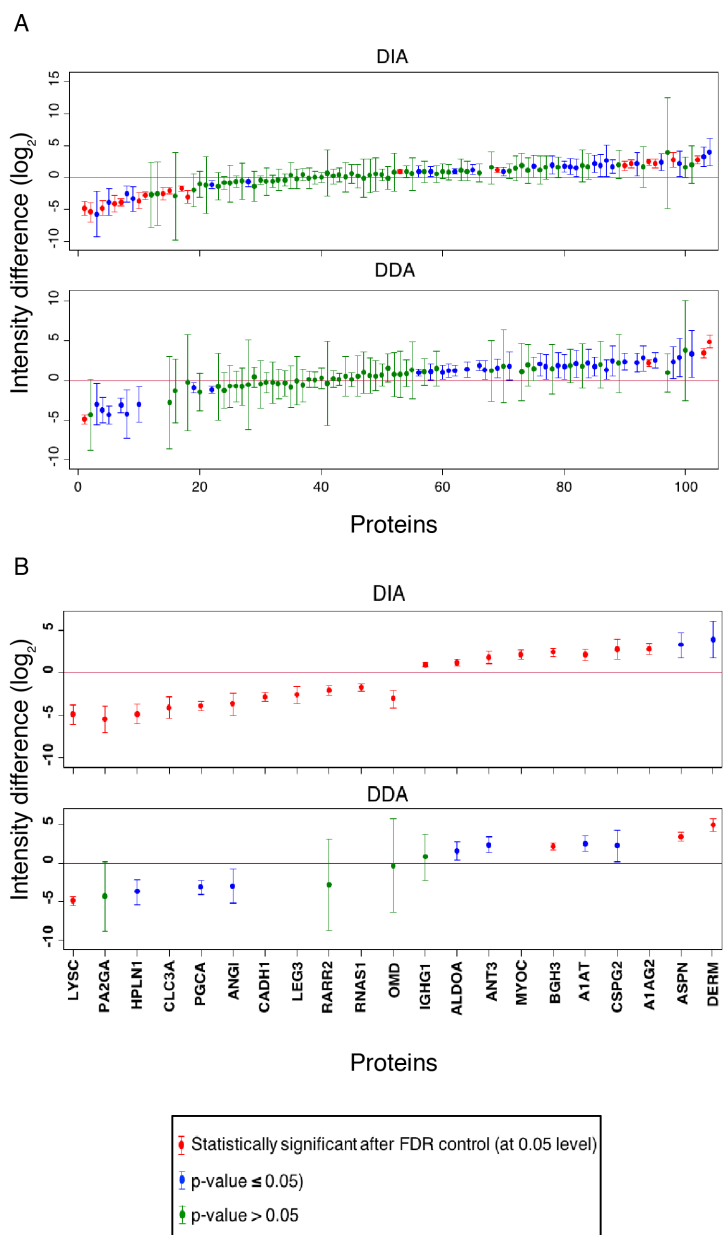 A
DIA
15
10
5
0
-5
-10
DDA
10
5
0
-5
-10
0
20
40
60
80
100
Intensity difference (log2)
Proteins
B
DIA
5
0
-5
-10
DDA
5
0
-5
-10
Intensity difference (log2)
LYSC
PA2GA
HPLN1
CLC3A
PGCA
ANGI
CADH1
LEG3
RARR2
RNAS1
OMD
IGHG1
ALDOA
ANT3
MYOC
BGH3
A1AT
CSPG2
A1AG2
ASPN
DERM
Proteins
Statistically significant after FDR control (at 0.05 level)
p-value ≤ 0.05)
p-value > 0.05